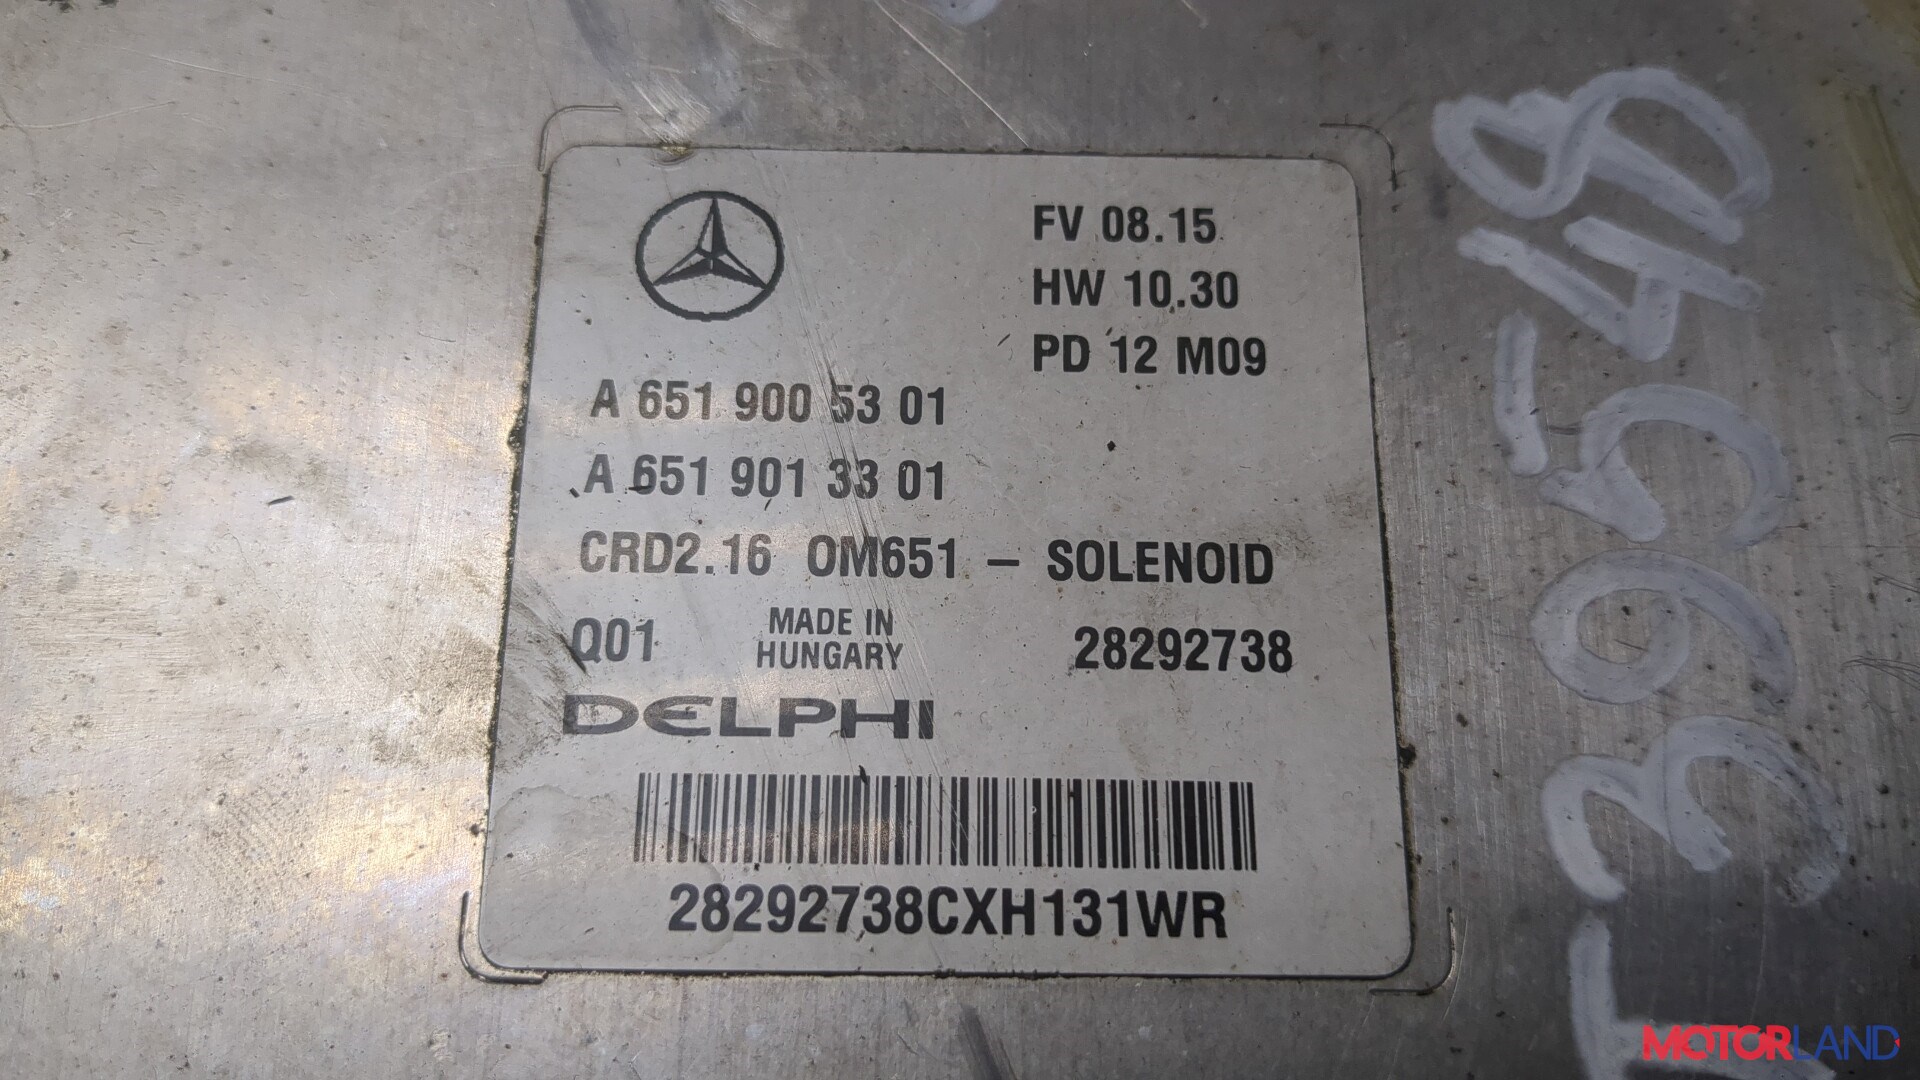 FV 08.15
HW 10.30
PD 12 M09
A 651 900 53 01
A 651 901 33 01
CRD2.16 OM651 – SOLENOID
Q01
MADE IN
HUNGARY
28292738
DELPHI
28292738CXH131WR
MOTORLAND